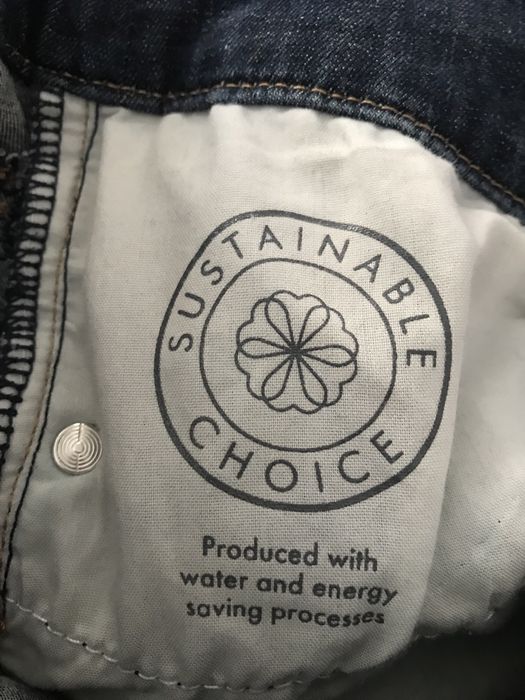 SUSTAINABLE
CHOICE
Produced with
water and energy
saving processes